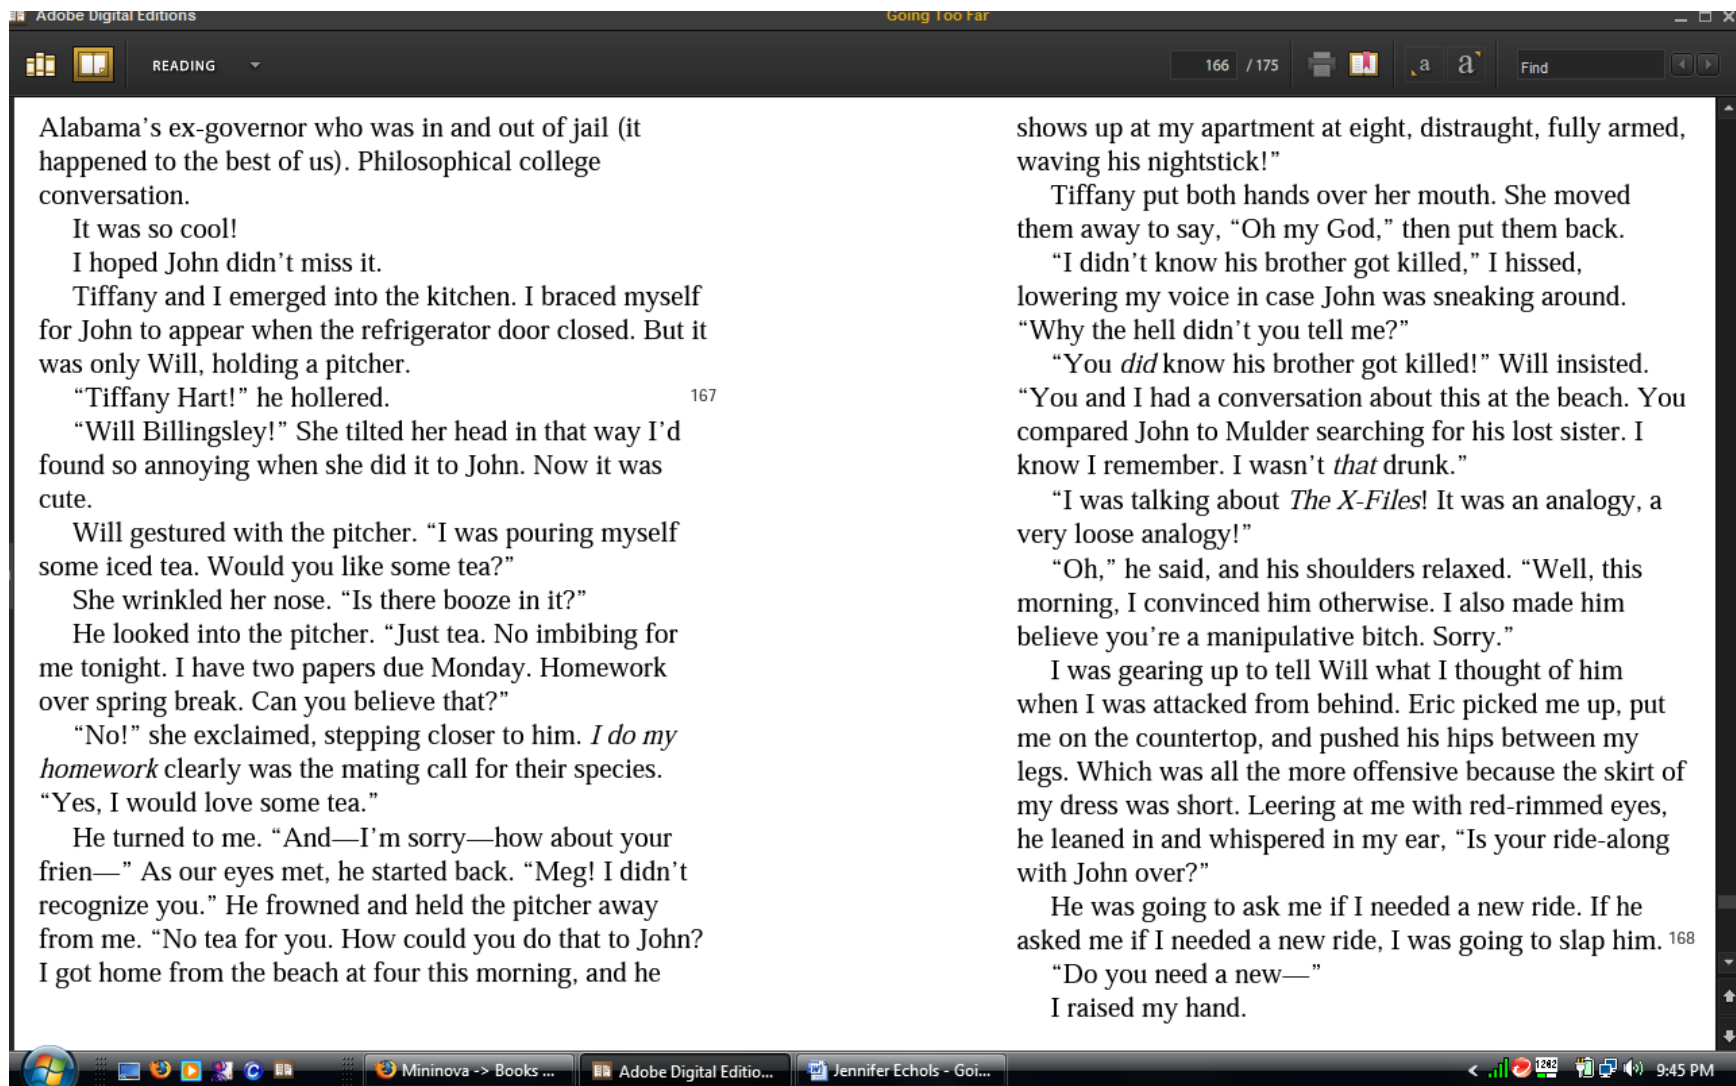 Adobe Digital Editions
Going Too Far
READING
166 / 175
a
a
Find
Alabama’s ex-governor who was in and out of jail (it
happened to the best of us). Philosophical college
conversation.
It was so cool!
I hoped John didn’t miss it.
Tiffany and I emerged into the kitchen. I braced myself
for John to appear when the refrigerator door closed. But it
was only Will, holding a pitcher.
“Tiffany Hart!” he hollered. 167
“Will Billingsley!” She tilted her head in that way I’d
found so annoying when she did it to John. Now it was
cute.
Will gestured with the pitcher. “I was pouring myself
some iced tea. Would you like some tea?”
She wrinkled her nose. “Is there booze in it?”
He looked into the pitcher. “Just tea. No imbibing for
me tonight. I have two papers due Monday. Homework
over spring break. Can you believe that?”
“No!” she exclaimed, stepping closer to him. I do my
homework clearly was the mating call for their species.
“Yes, I would love some tea.”
He turned to me. “And—I’m sorry—how about your
frien—” As our eyes met, he started back. “Meg! I didn’t
recognize you.” He frowned and held the pitcher away
from me. “No tea for you. How could you do that to John?
I got home from the beach at four this morning, and he
shows up at my apartment at eight, distraught, fully armed,
waving his nightstick!”
Tiffany put both hands over her mouth. She moved
them away to say, “Oh my God,” then put them back.
“I didn’t know his brother got killed,” I hissed,
lowering my voice in case John was sneaking around.
“Why the hell didn’t you tell me?”
“You did know his brother got killed!” Will insisted.
“You and I had a conversation about this at the beach. You
compared John to Mulder searching for his lost sister. I
know I remember. I wasn’t that drunk.”
“I was talking about The X-Files! It was an analogy, a
very loose analogy!”
“Oh,” he said, and his shoulders relaxed. “Well, this
morning, I convinced him otherwise. I also made him
believe you’re a manipulative bitch. Sorry.”
I was gearing up to tell Will what I thought of him
when I was attacked from behind. Eric picked me up, put
me on the countertop, and pushed his hips between my
legs. Which was all the more offensive because the skirt of
my dress was short. Leering at me with red-rimmed eyes,
he leaned in and whispered in my ear, “Is your ride-along
with John over?”
He was going to ask me if I needed a new ride. If he
asked me if I needed a new ride, I was going to slap him. 168
“Do you need a new—”
I raised my hand.
Mininova -> Books ...
Adobe Digital Editio...
Jennifer Echols - Goi...
9:45 PM